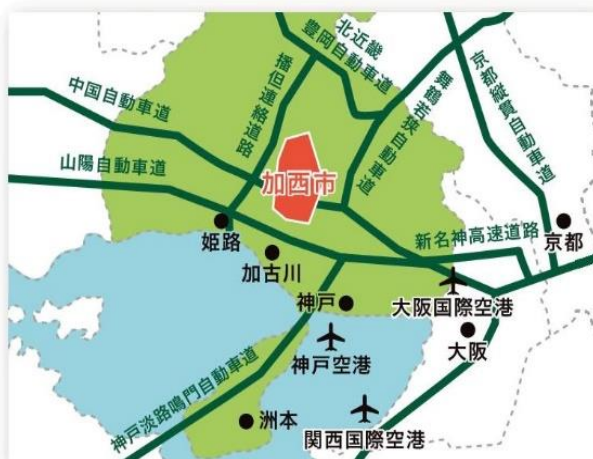 北近畿
豊岡自動車道
舞鶴若狭自動車道
京都縦貫自動車道
播但連絡道路
中国自動車道
山陽自動車道
加西市
姫路
加古川
新名神高速道路
京都
神戸
大阪国際空港
大阪
神戸空港
神戸淡路鳴門自動車道
洲本
関西国際空港